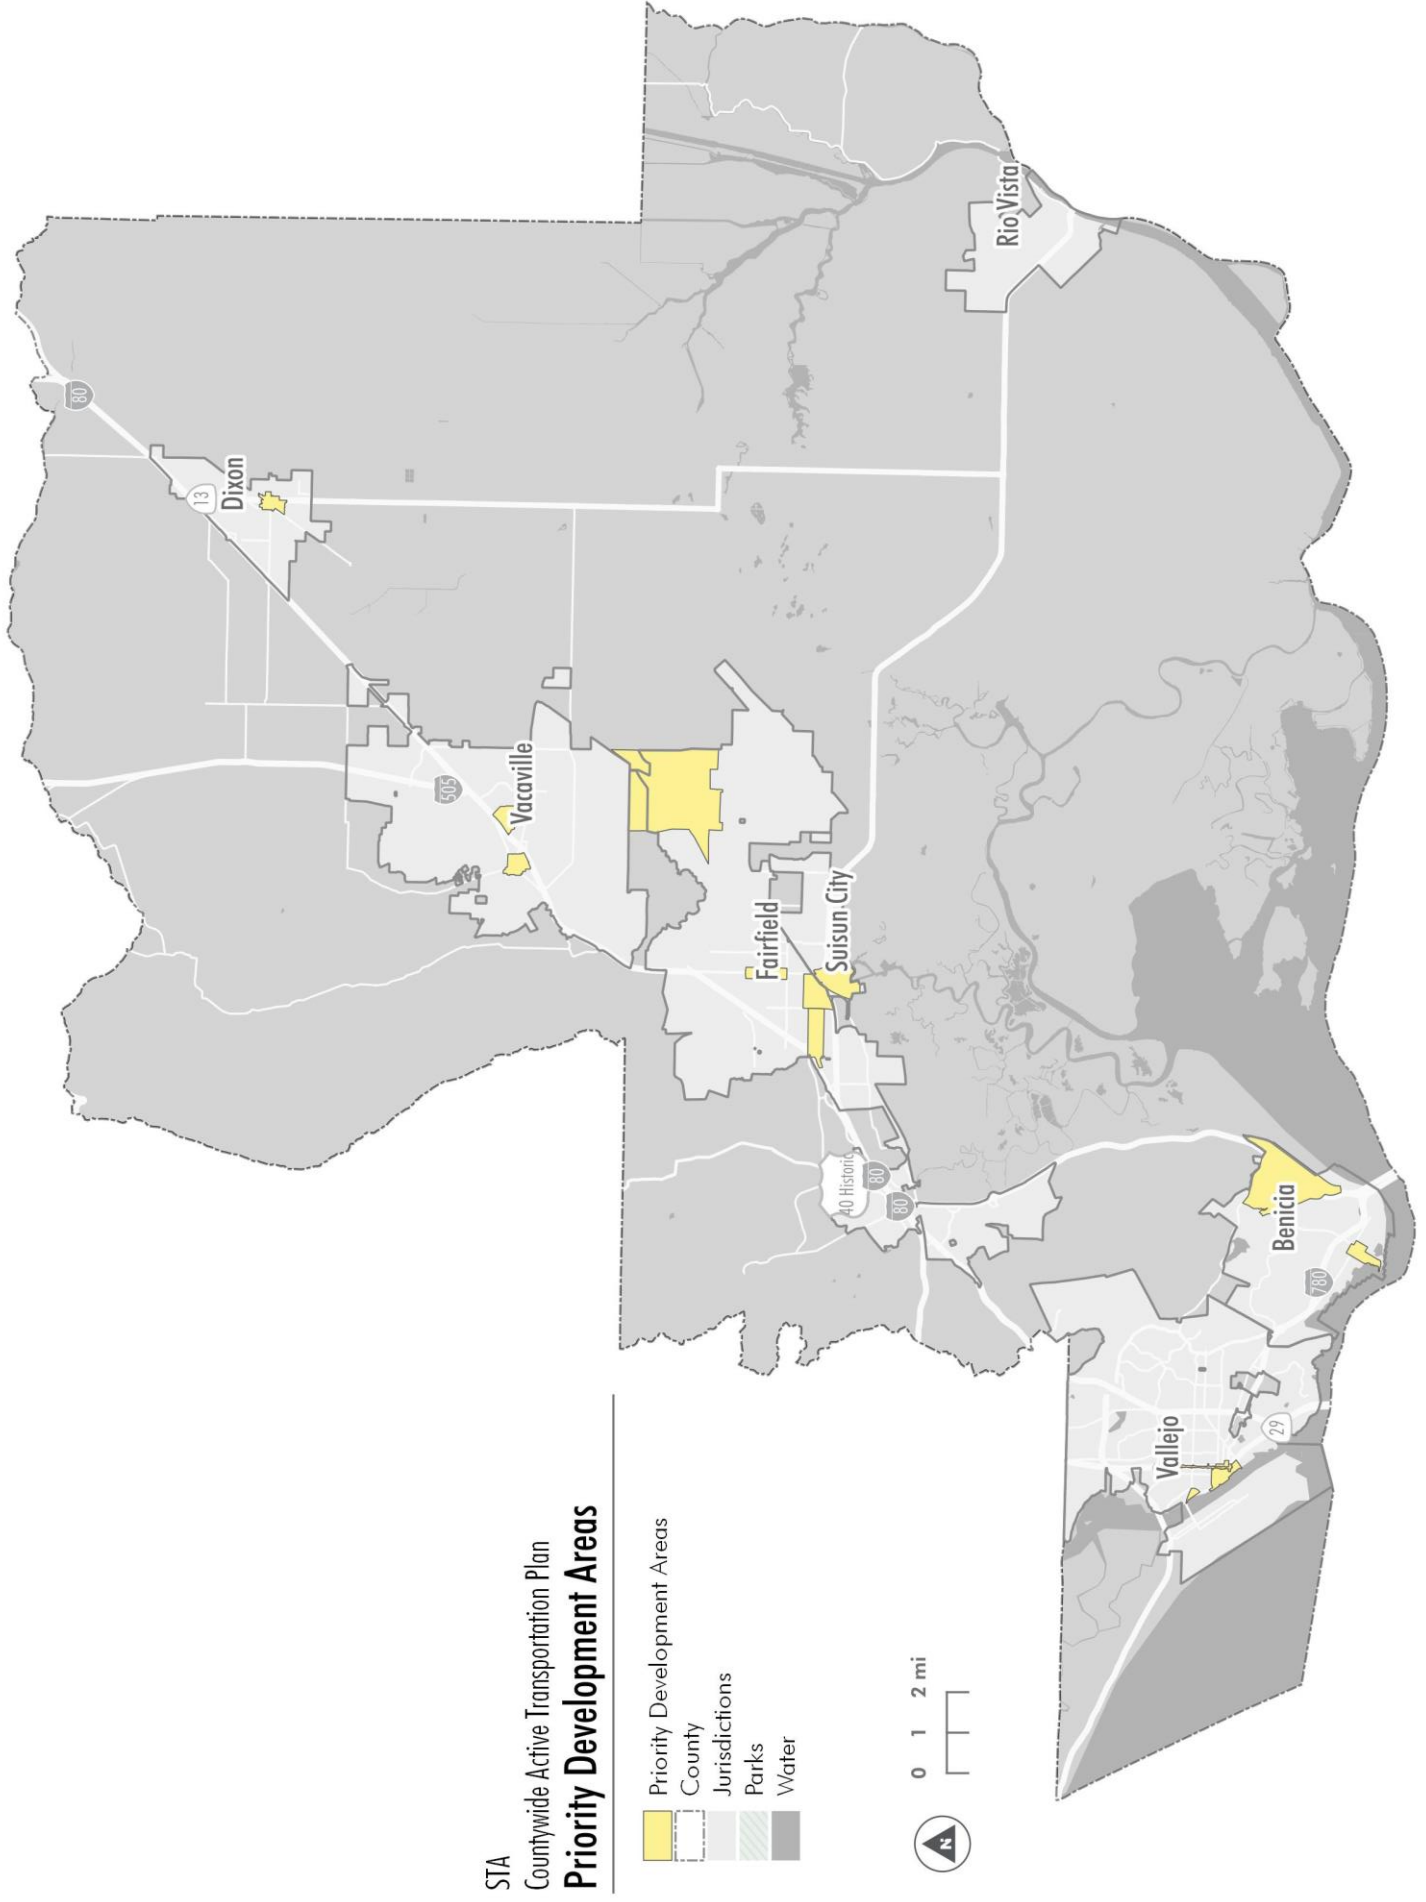 STA
Countywide Active Transportation Plan
Priority Development Areas
Priority Development Areas
County
Jurisdictions
Parks
Water
0 1 2 mi
N
80
13
Dixon
505
Vacaville
Rio Vista
Fairfield
Suisun City
40 Historic
80
80
Benicia
780
Vallejo
29